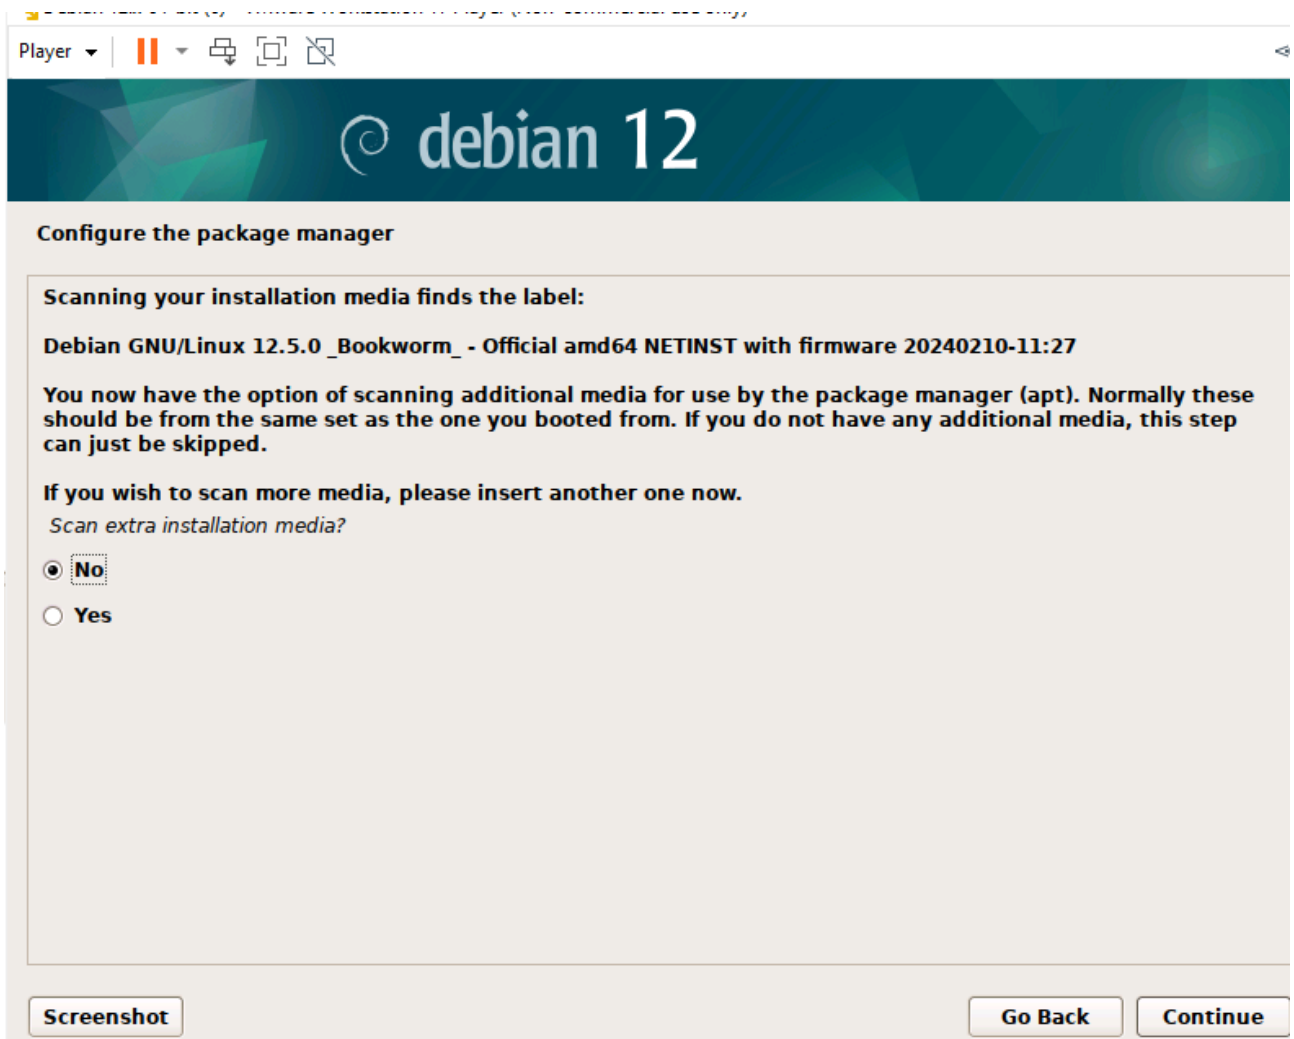 Player
debian 12
Configure the package manager
Scanning your installation media finds the label:
Debian GNU/Linux 12.5.0 _Bookworm_ - Official amd64 NETINST with firmware 20240210-11:27
You now have the option of scanning additional media for use by the package manager (apt). Normally these
should be from the same set as the one you booted from. If you do not have any additional media, this step
can just be skipped.
If you wish to scan more media, please insert another one now.
Scan extra installation media?
No
Yes
Screenshot
Go Back
Continue